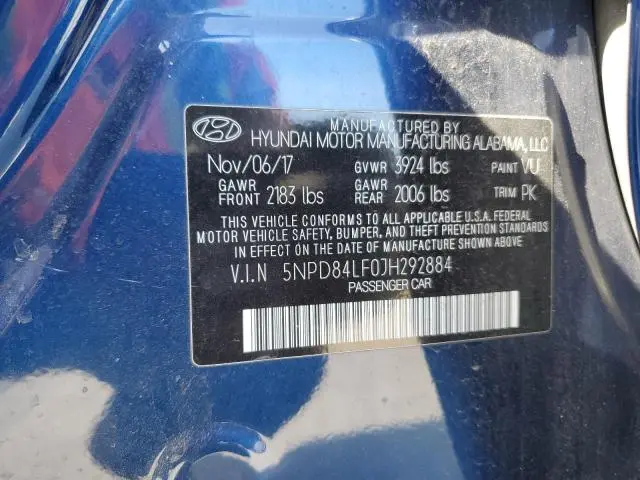 MANUFACTURED BY
HYUNDAI MOTOR MANUFACTURING ALABAMA, LLC
Nov/06/17 GVWR 3924 lbs PAINT VU
GAWR FRONT 2183 lbs GAWR REAR 2006 lbs TRIM PK
THIS VEHICLE CONFORMS TO ALL APPLICABLE U.S.A. FEDERAL
MOTOR VEHICLE SAFETY, BUMPER, AND THEFT PREVENTION STANDARDS
IN EFFECT ON THE DATE OF MANUFACTURE SHOWN ABOVE.
V.I.N 5NPD84LF0JH292884
PASSENGER CAR